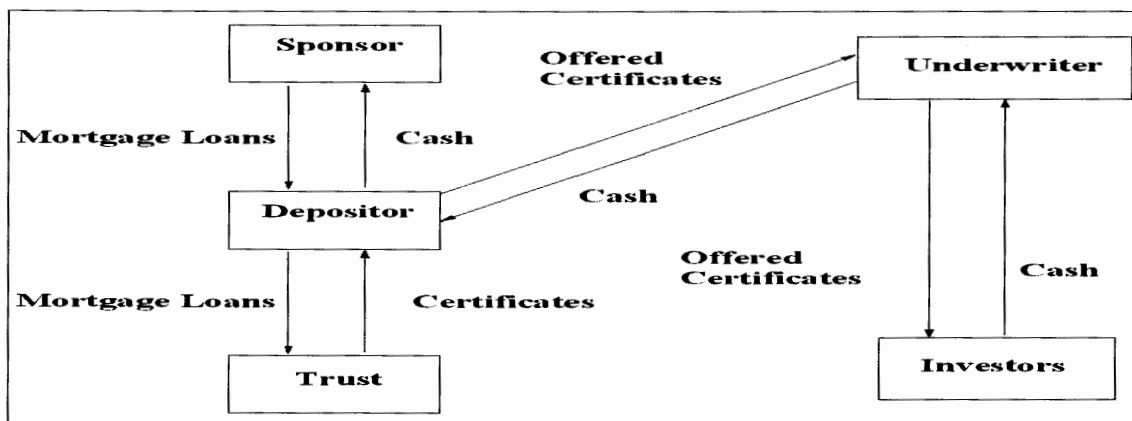 Sponsor
Offered
Certificates
Underwriter
Mortgage Loans
Cash
Depositor
Cash
Offered
Certificates
Cash
Mortgage Loans
Certificates
Trust
Investors